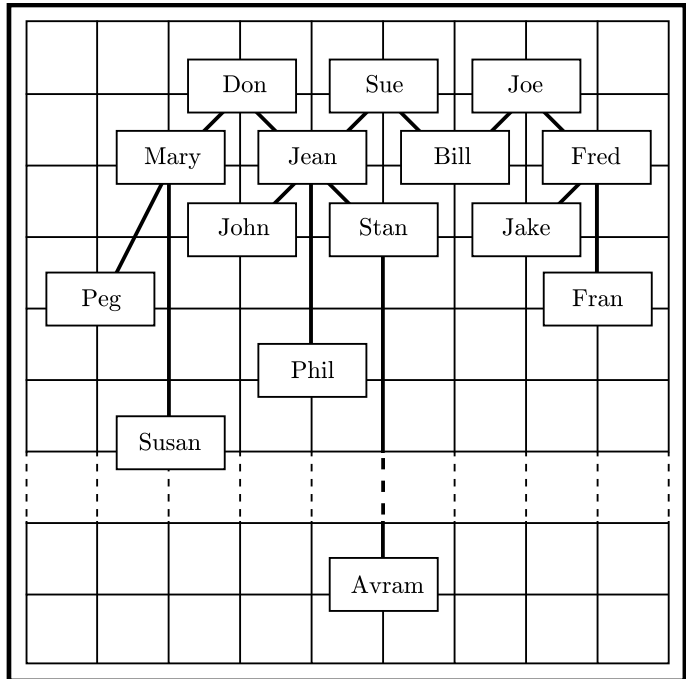 Don Sue Joe
Mary Jean Bill Fred
John Stan Jake
Peg Fran
Phil
Susan
Avram